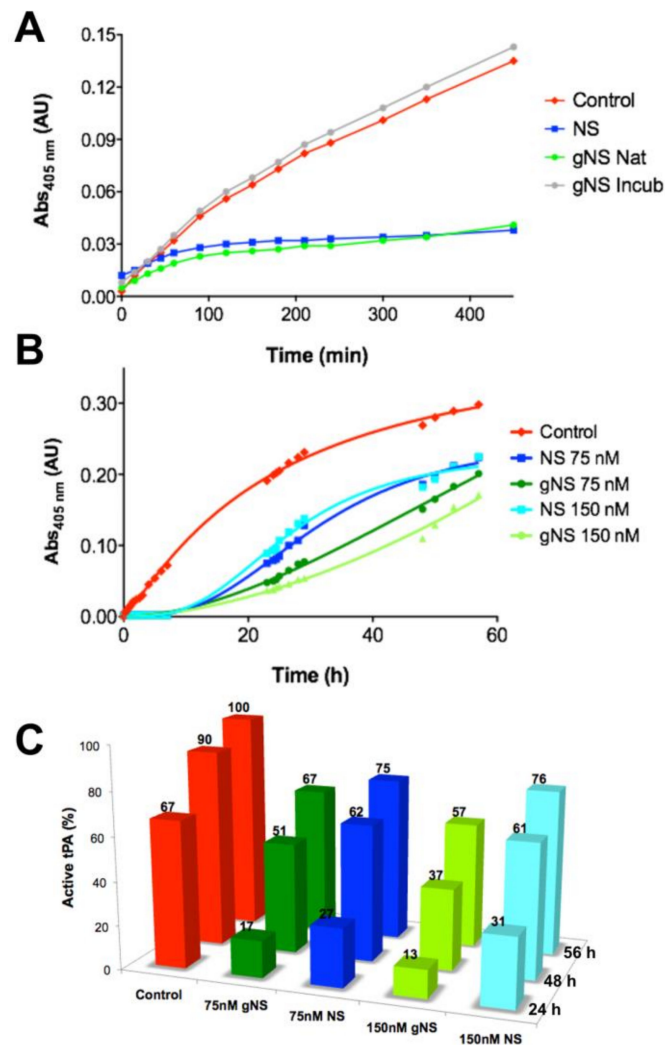 A
0.15
0.12
0.09
0.06
0.03
0.00
Abs405 nm (AU)
0
100
200
300
400
Time (min)
Control
NS
gNS Nat
gNS Incub
B
0.30
0.20
0.10
0.00
Abs405 nm (AU)
0
20
40
60
Time (h)
Control
NS 75 nM
gNS 75 nM
NS 150 nM
gNS 150 nM
C
Active tPA (%)
100
80
60
40
20
0
67
90
100
17
51
67
27
62
75
13
37
57
31
61
76
Control
75nM gNS
75nM NS
150nM gNS
150nM NS
56 h
48 h
24 h